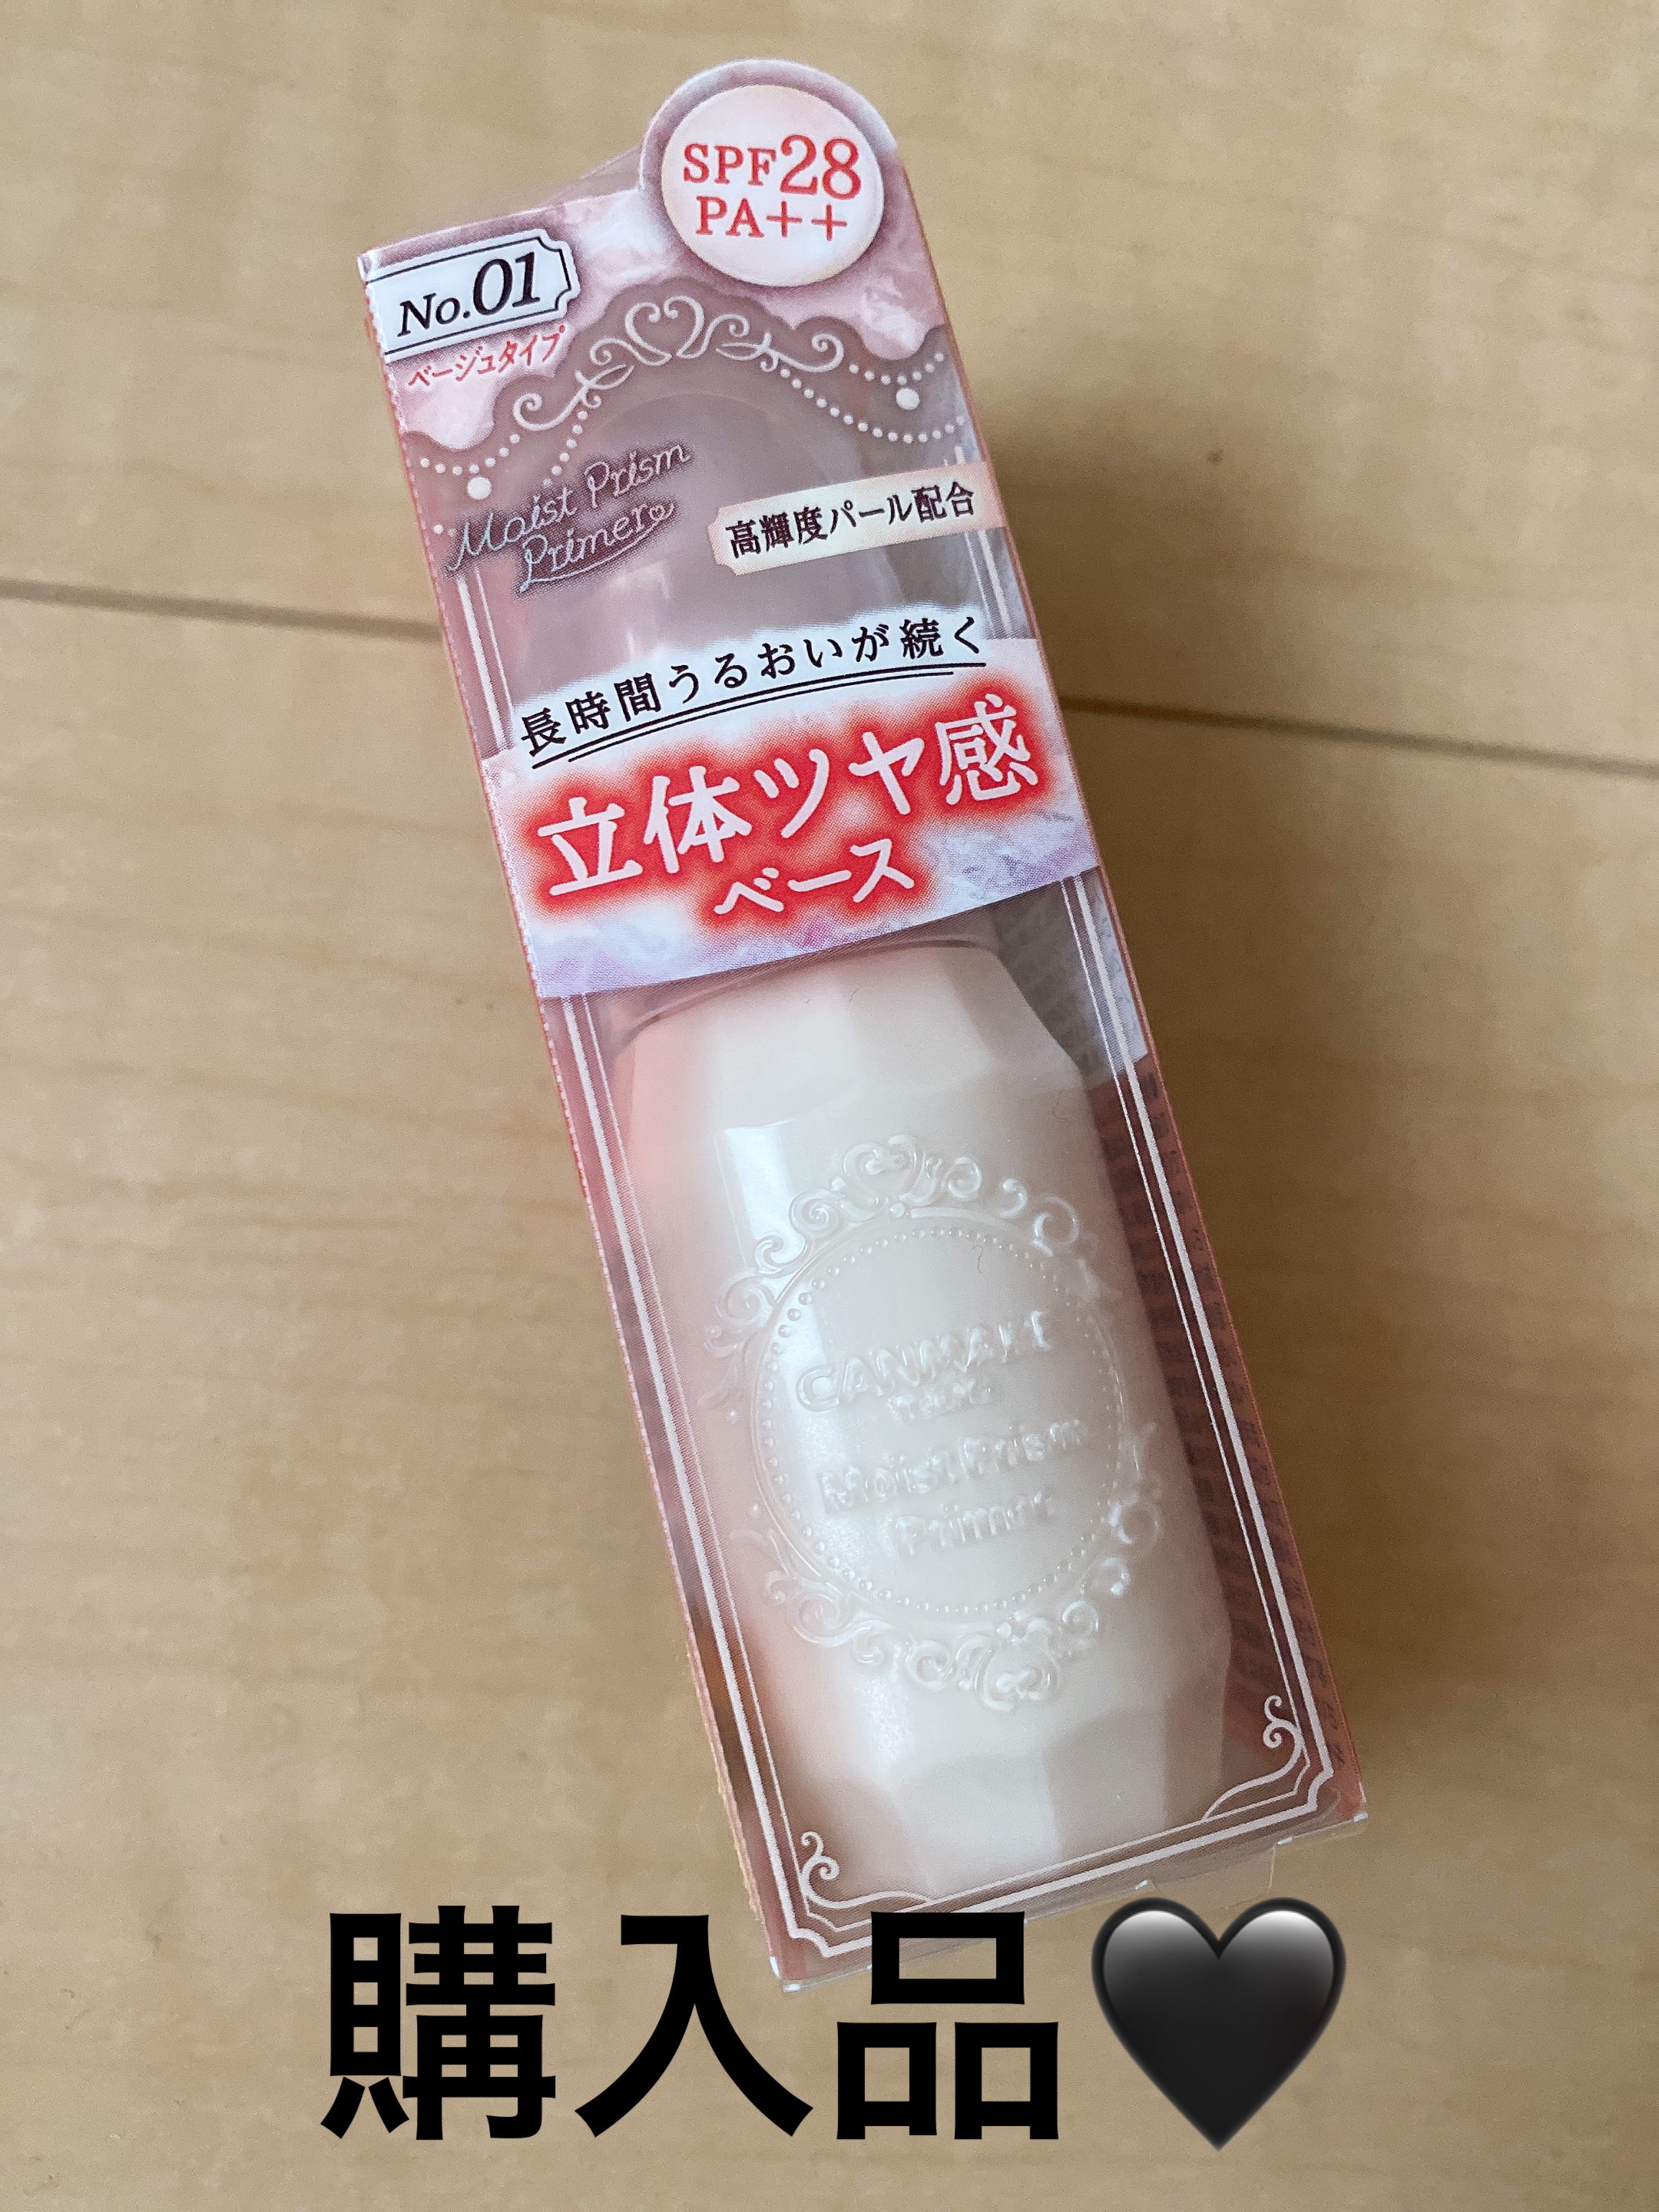 SPF28
PA++
No.01
ベージュタイプ
Moist Prism
Primer
高輝度パール配合
長時間うるおいが続く
立体ツヤ感
ベース
CANMAKE
TOKYO
Moist Prism
Primer
購入品🖤